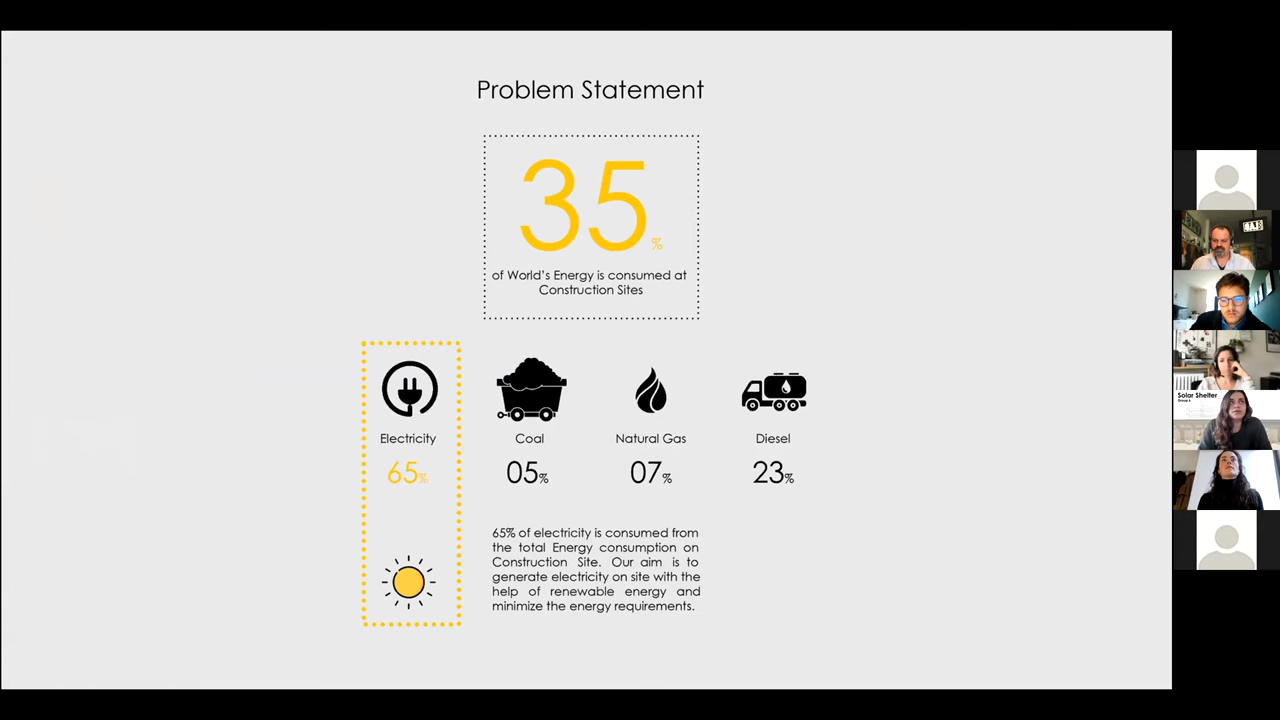 Problem Statement
35%
of World's Energy is consumed at
Construction Sites
Electricity
65%
Coal
05%
Natural Gas
07%
Diesel
23%
65% of electricity is consumed from
the total Energy consumption on
Construction Site. Our aim is to
generate electricity on site with the
help of renewable energy and
minimize the energy requirements.
Solar Shelter